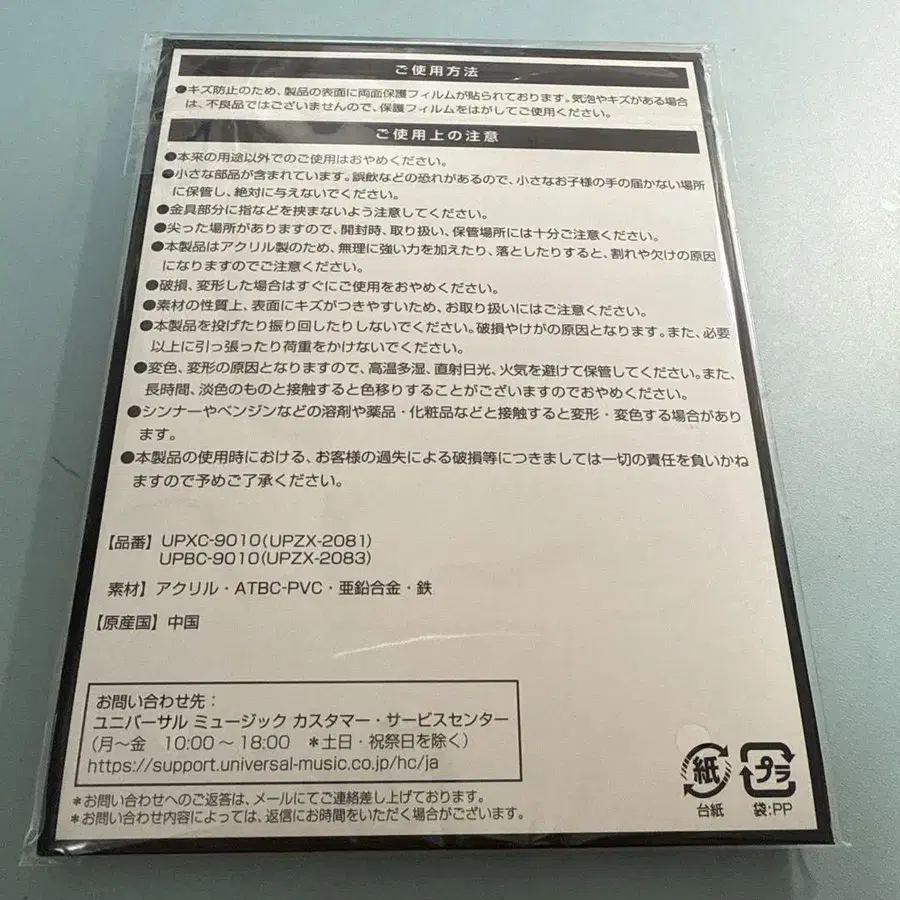 ご使用方法
●キズ防止のため、製品の表面に両面保護フィルムが貼られております。気泡やキズがある場合
は、不良品ではございませんので、保護フィルムをはがしてご使用ください。
ご使用上の注意
●本来の用途以外でのご使用はおやめください。
●小さな部品が含まれています。誤飲などの恐れがあるので、小さなお子様の手の届かない場所
に保管し、絶対に与えないでください。
●金具部分に指などを挟まないよう注意してください。
●尖った場所がありますので、開封時、取り扱い、保管場所には十分ご注意ください。
●本製品はアクリル製のため、無理に強い力を加えたり、落としたりすると、割れや欠けの原因
になりますのでご注意ください。
●破損、変形した場合はすぐにご使用をおやめください。
●素材の性質上、表面にキズがつきやすいため、お取り扱いにはご注意ください。
●本製品を投げたり振り回したりしないでください。破損やけがの原因となります。また、必要
以上に引っ張ったり荷重をかけないでください。
●変色、変形の原因となりますので、高温多湿、直射日光、火気を避けて保管してください。また、
長時間、淡色のものと接触すると色移りすることがございますのでおやめください。
●シンナーやベンジンなどの溶剤や薬品・化粧品などと接触すると変形・変色する場合があり
ます。
●本製品の使用時における、お客様の過失による破損等につきましては一切の責任を負いかね
ますので予めご了承ください。
【品番】UPXC-9010(UPZX-2081)
UPBC-9010(UPZX-2083)
素材】アクリル・ATBC-PVC・亜鉛合金・鉄
【原産国】中国
お問い合わせ先：
ユニバーサル ミュージック カスタマー・サービスセンター
(月～金 10:00～18:00 ＊土日・祝祭日を除く)
https://support.universal-music.co.jp/hc/ja
＊お問い合わせへのご返答は、メールにてご連絡差し上げております。
＊お問い合わせ内容によっては、返信にお時間をいただく場合がございます。
紙 プラ
台紙 袋:PP